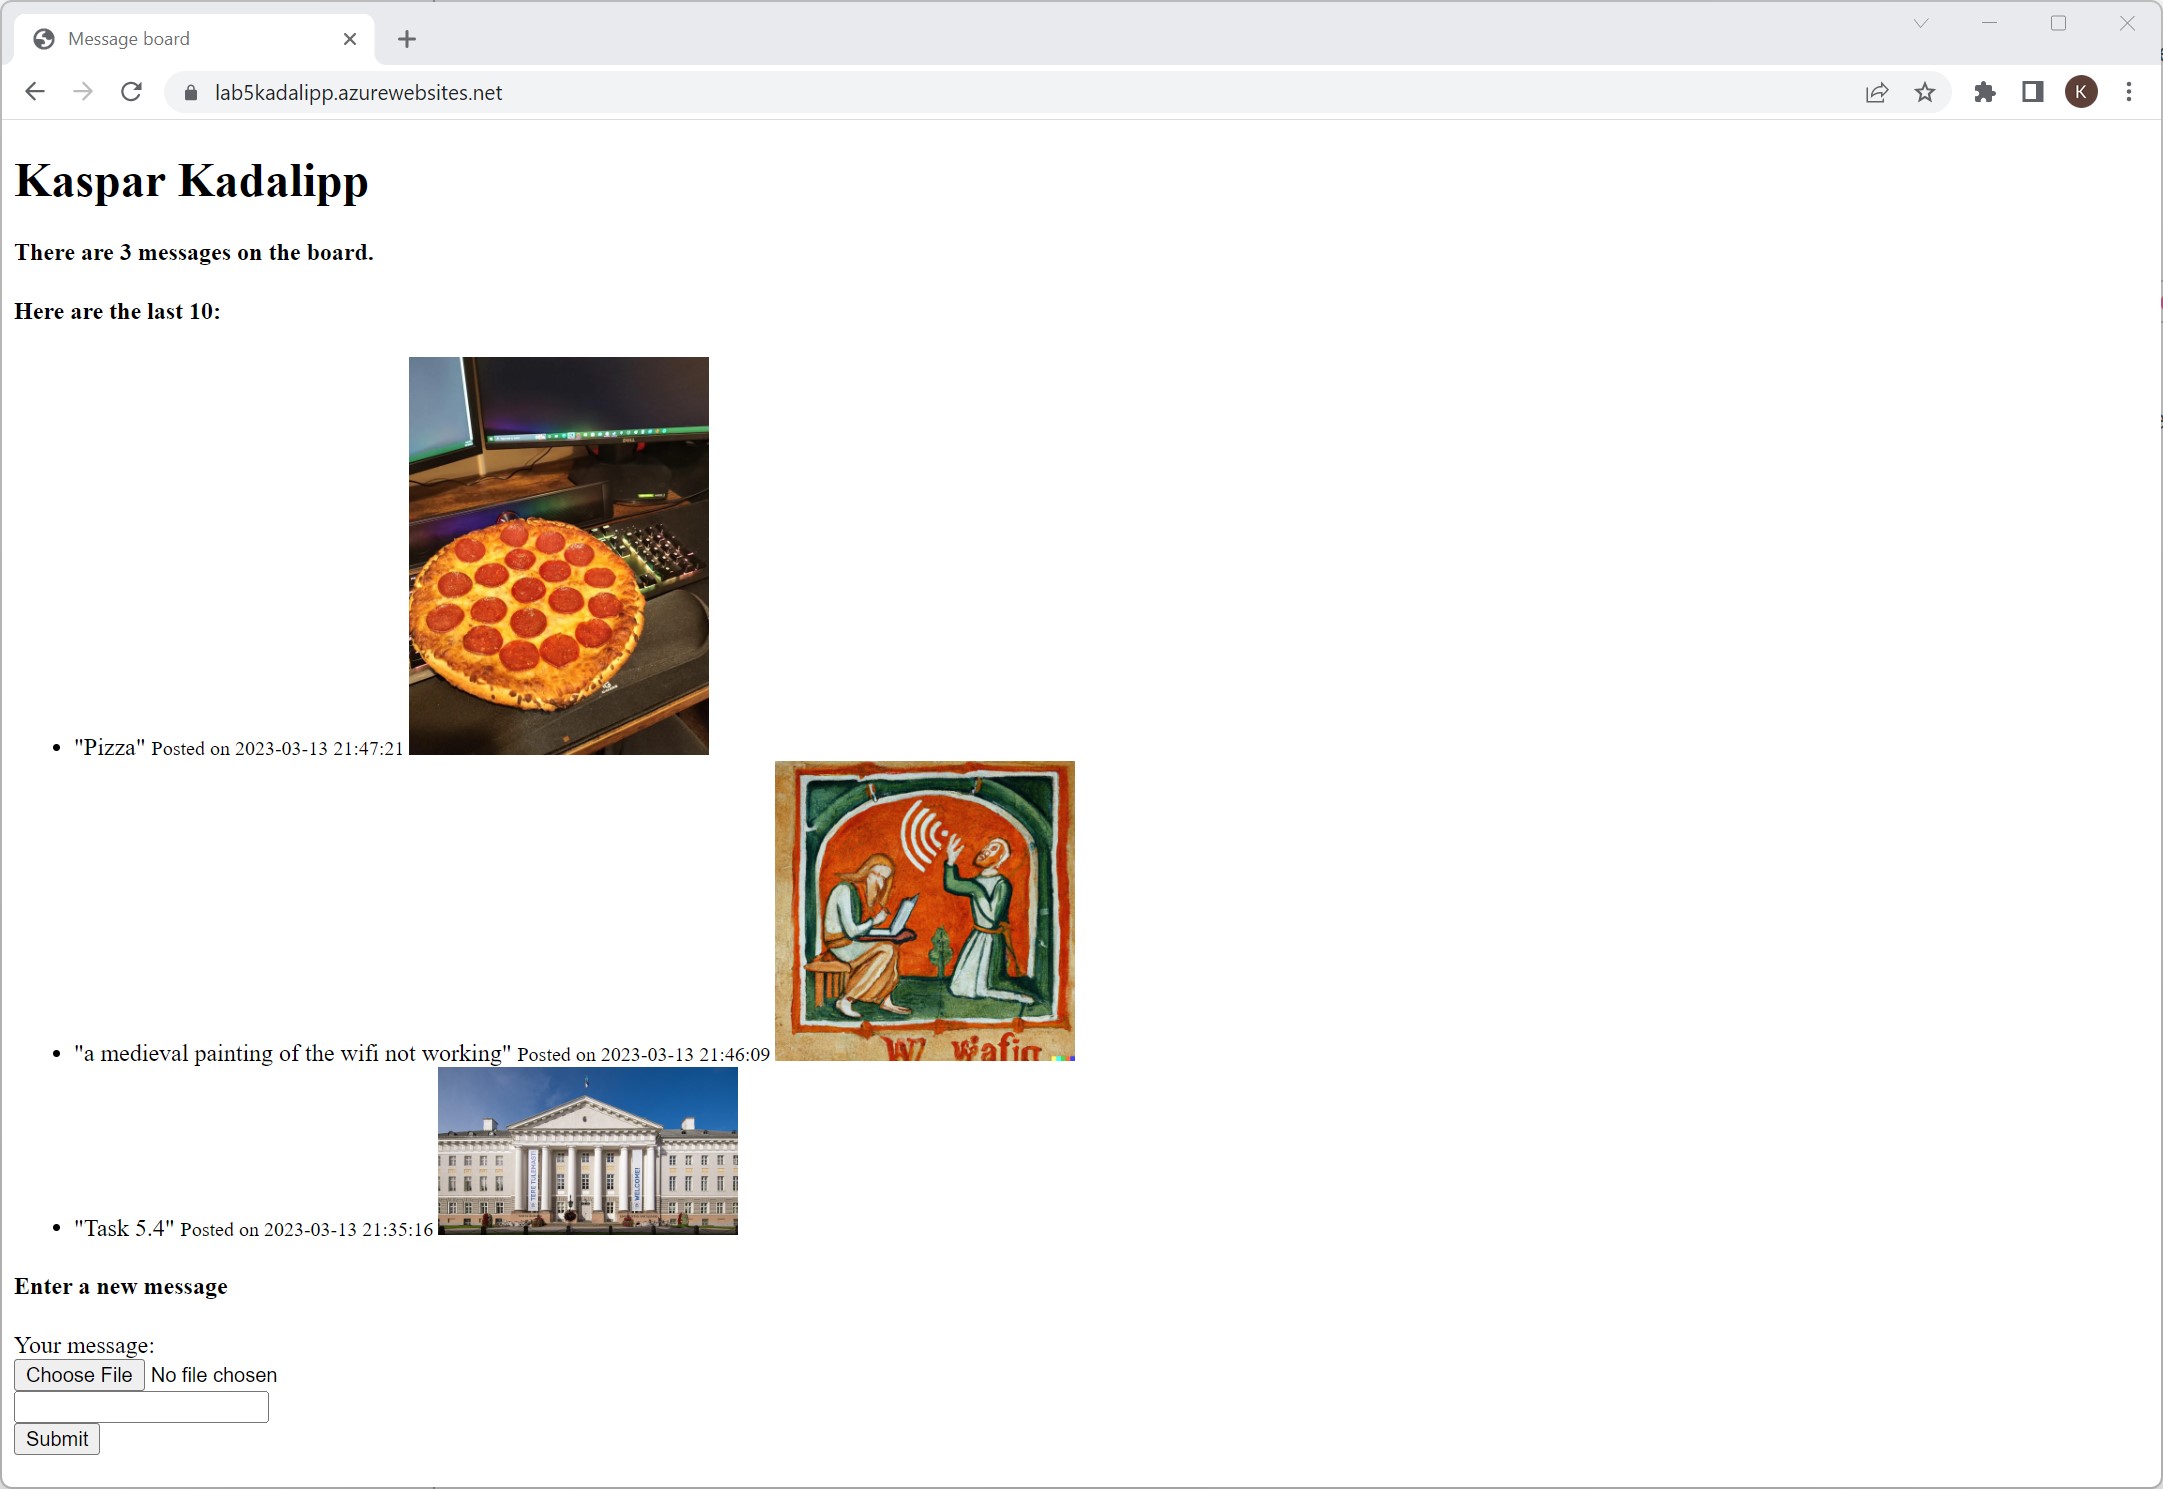 Message board
lab5kadalipp.azurewebsites.net
K
Kaspar Kadalipp
There are 3 messages on the board.
Here are the last 10:
"Pizza" Posted on 2023-03-13 21:47:21
"a medieval painting of the wifi not working" Posted on 2023-03-13 21:46:09
"Task 5.4" Posted on 2023-03-13 21:35:16
TERE TULEMAST!
WELCOME!
Enter a new message
Your message:
Choose File No file chosen
Submit